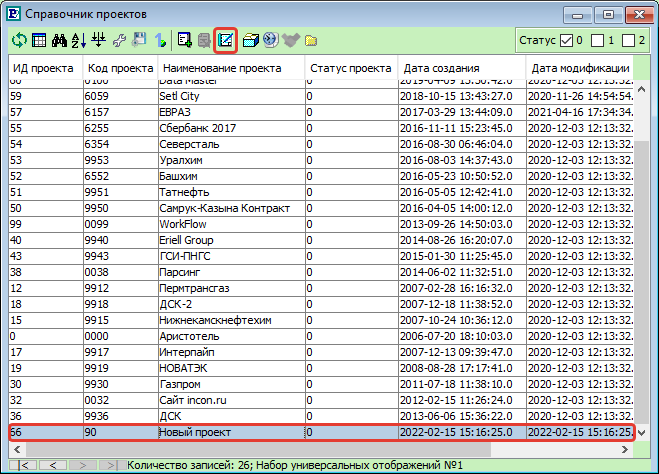 Справочник проектов
Статус 0 1 2
ИД проекта Код проекта Наименование проекта Статус проекта Дата создания Дата модификации
60 0100 Data Master 0 2019-04-09 13:30:42.0 2020-12-03 12:13:32.
59 6059 Setl City 0 2018-10-15 13:43:27.0 2020-11-26 14:54:54.
57 6157 ЕВРАЗ 0 2017-03-29 13:44:09.0 2021-04-16 17:34:34.
55 6255 Сбербанк 2017 0 2016-11-11 15:23:45.0 2020-12-03 12:13:32.
54 6354 Северсталь 0 2016-08-30 06:46:04.0 2020-12-03 12:13:32.
53 9953 Уралхим 0 2016-08-03 14:37:43.0 2020-12-03 12:13:32.
52 6552 Башхим 0 2016-05-23 10:50:52.0 2020-12-03 12:13:32.
51 9951 Татнефть 0 2016-05-05 12:42:41.0 2020-12-03 12:13:32.
50 9950 Самрук-Казына Контракт 0 2016-04-05 14:00:12.0 2020-12-03 12:13:32.
99 0099 WorkFlow 0 2013-09-26 14:50:03.0 2020-12-03 12:13:32.
40 9940 Eriell Group 0 2014-08-26 16:20:07.0 2020-12-03 12:13:32.
43 9943 ГСИ-ПНГС 0 2015-01-30 11:25:45.0 2020-12-03 12:13:32.
38 0038 Парсинг 0 2014-06-02 11:32:51.0 2020-12-03 12:13:32.
12 9912 Пермтрансгаз 0 2007-02-28 16:16:32.0 2020-12-03 12:13:32.
18 9918 ДСК-2 0 2007-12-18 11:38:52.0 2020-12-03 12:13:32.
15 9915 Нижнекамскнефтехим 0 2007-10-24 10:36:12.0 2020-12-03 12:13:32.
0 0000 Аристотель 0 2006-07-20 18:10:03.0 2020-12-03 12:13:32.
17 9917 Интерпайп 0 2007-12-13 09:39:47.0 2020-12-03 12:13:32.
19 9919 НОВАТЭК 0 2008-08-28 17:17:41.0 2020-12-03 12:13:32.
30 9930 Газпром 0 2011-07-18 11:38:10.0 2020-12-03 12:13:32.
32 0032 Сайт incon.ru 0 2012-02-15 11:26:24.0 2020-12-03 12:13:32.
36 9936 ДСК 0 2013-06-06 15:36:22.0 2020-12-03 12:13:32.
66 90 Новый проект 0 2022-02-15 15:16:25.0 2022-02-15 15:16:25.
Количество записей: 26; Набор универсальных отображений №1